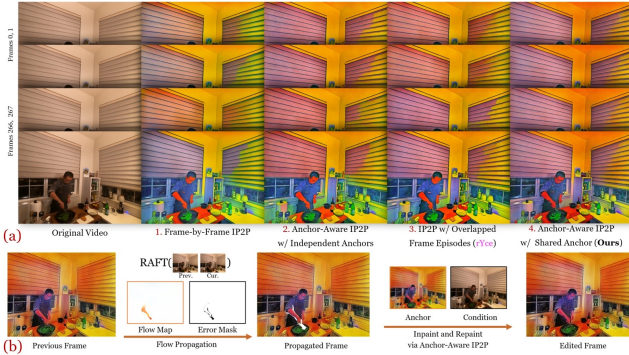 Frames 0, 1
Frames 266, 267
(a)
Original Video
1. Frame-by-Frame IP2P
2. Anchor-Aware IP2P
w/ Independent Anchors
3. IP2P w/ Overlapped
Frame Episodes (rYce)
4. Anchor-Aware IP2P
w/ Shared Anchor (Ours)
(b)
Previous Frame
RAFT(
Prev.
Cur.
)
Flow Map
Error Mask
Flow Propagation
Propagated Frame
Anchor
Condition
Inpaint and Repaint
via Anchor-Aware IP2P
Edited Frame